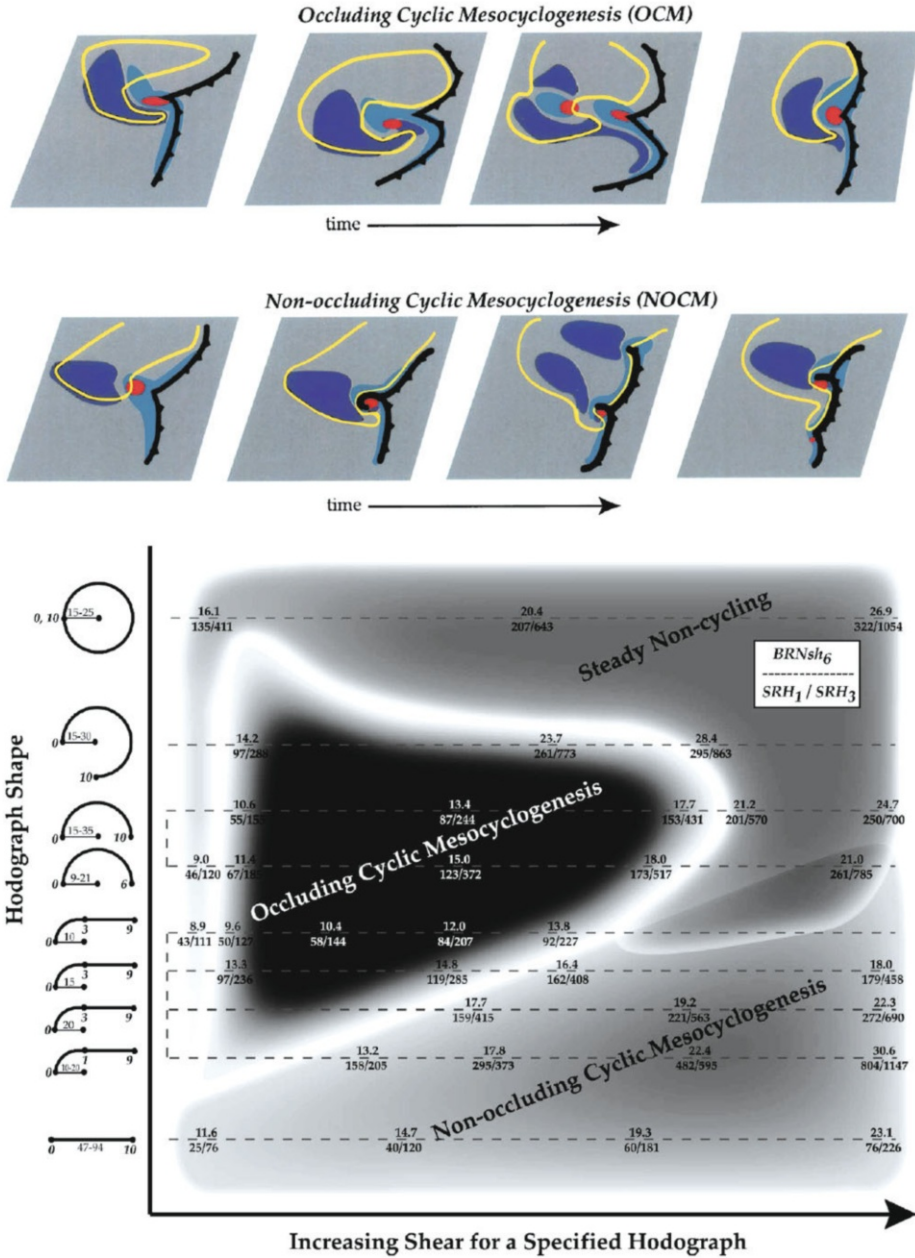 Occluding Cyclic Mesocyclogenesis (OCM)
time
Non-occluding Cyclic Mesocyclogenesis (NOCM)
time
Hodograph Shape
0, 10 15-25
16.1 20.4 26.9
135/411 207/643 322/1054
Steady Non-cycling
BRNsh6
SRH1 / SRH3
0 15-30
10
14.2 23.7 28.4
97/288 261/773 295/863
0 15-35 10
10.6 13.4 17.7 21.2 24.7
87/244 153/431 201/570 250/700
Occluding Cyclic Mesocyclogenesis
0 9-21 6
9.0 11.4 15.0 18.0 21.0
46/120 123/372 173/517 261/785
3 9
0 10
8.9 9.6 10.4 12.0 13.8
43/111 50/127 58/144 84/207 92/227
3 9
0 15
13.3 14.8 16.4 18.0
97/236 119/285 162/408 179/458
3 9
0 20
17.7 19.2 22.3
159/415 221/563 272/690
Non-occluding Cyclic Mesocyclogenesis
1 9
0 10-20
13.2 17.8 22.4 30.6
158/205 295/373 482/595 804/1147
0 47-94 10
11.6 14.7 19.3 23.1
25/76 40/120 60/181 76/226
Increasing Shear for a Specified Hodograph